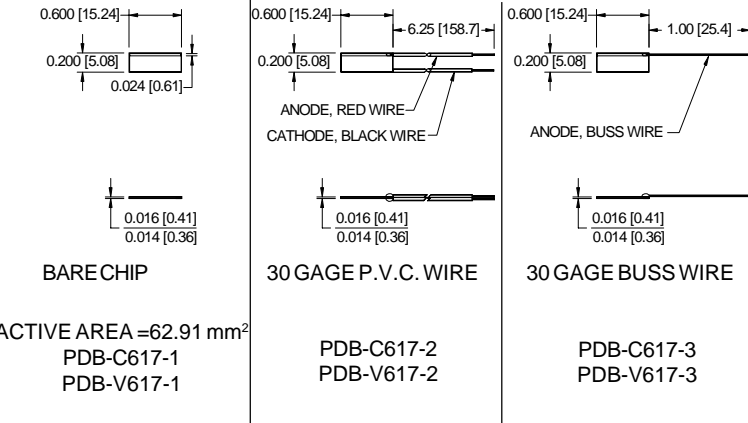 0.600 [15.24]
0.200 [5.08]
0.024 [0.61]
0.016 [0.41]
0.014 [0.36]
BARE CHIP
ACTIVE AREA =62.91 mm²
PDB-C617-1
PDB-V617-1
0.600 [15.24]
6.25 [158.7]
0.200 [5.08]
ANODE, RED WIRE
CATHODE, BLACK WIRE
0.016 [0.41]
0.014 [0.36]
30 GAGE P.V.C. WIRE
PDB-C617-2
PDB-V617-2
0.600 [15.24]
1.00 [25.4]
0.200 [5.08]
ANODE, BUSS WIRE
0.016 [0.41]
0.014 [0.36]
30 GAGE BUSS WIRE
PDB-C617-3
PDB-V617-3